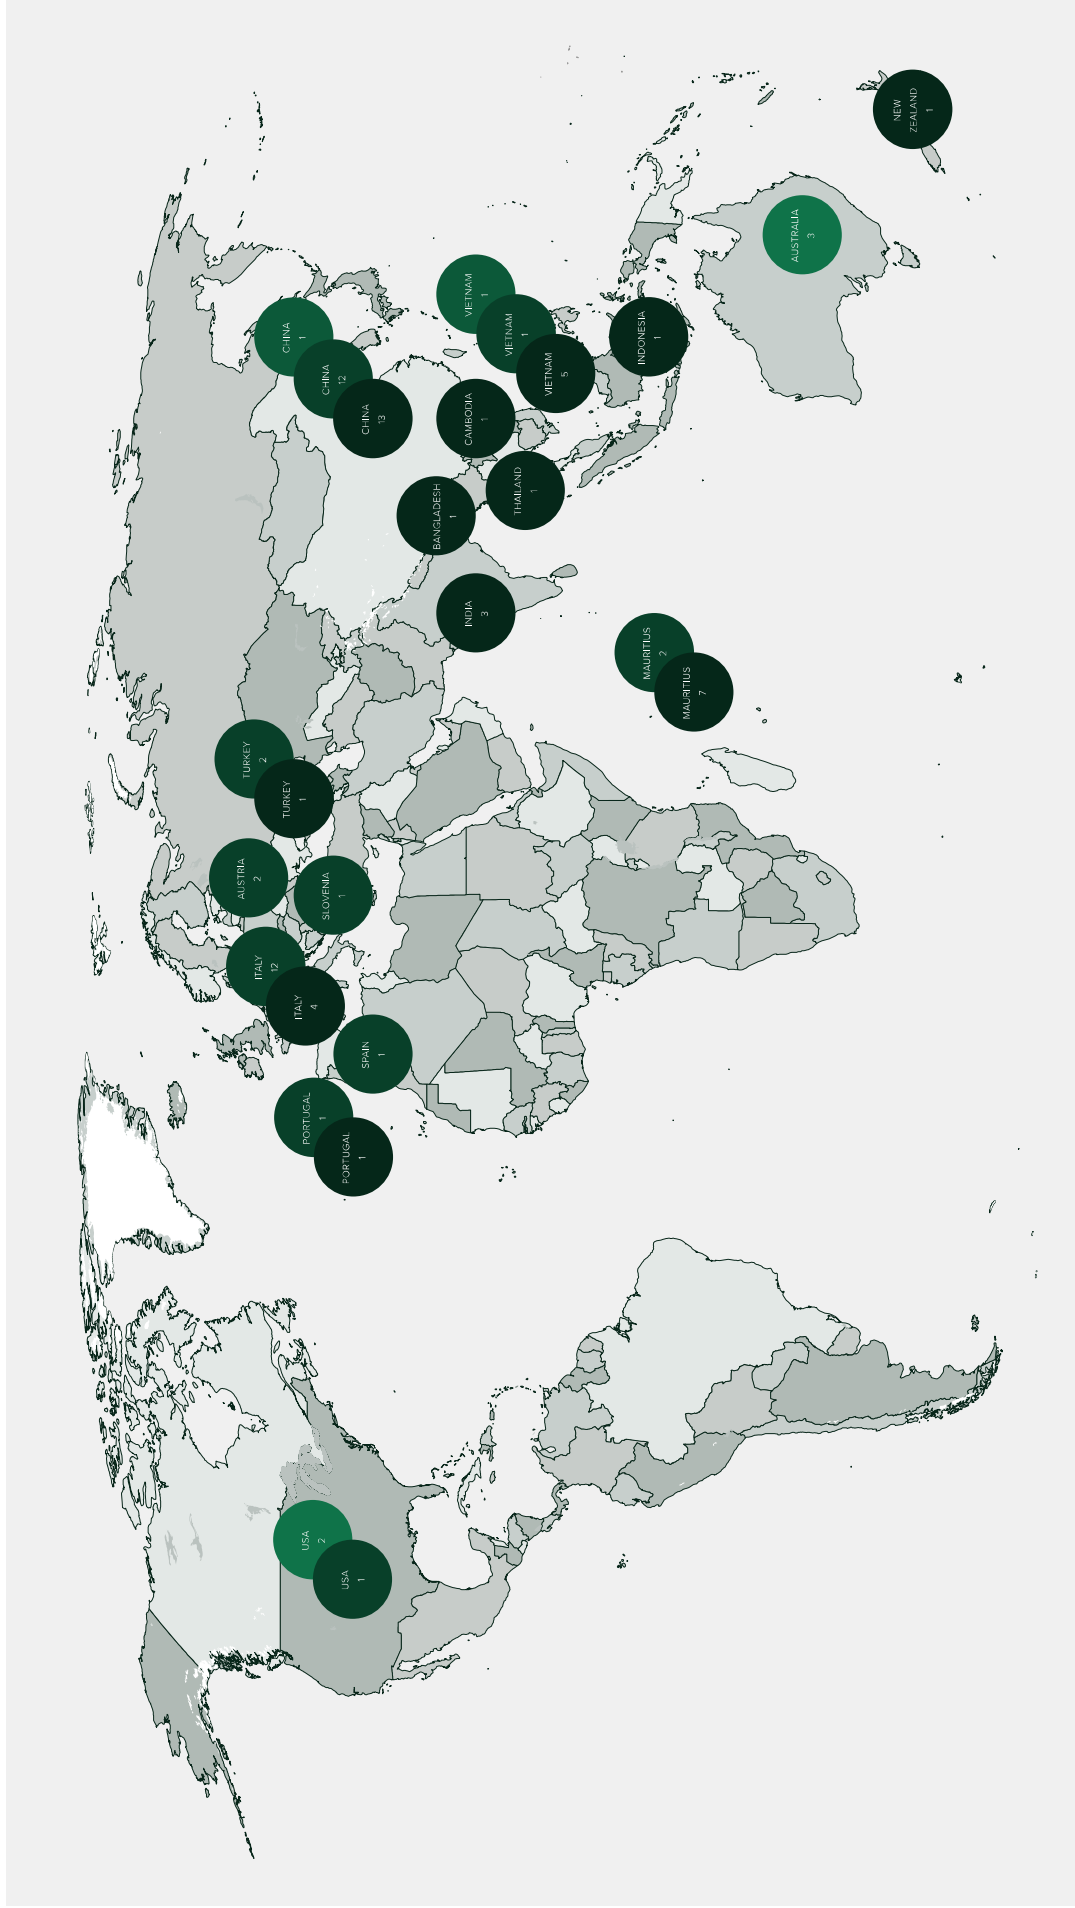 USA
2
USA
1
PORTUGAL
1
PORTUGAL
1
SPAIN
1
ITALY
12
ITALY
4
AUSTRIA
2
SLOVENIA
1
TURKEY
2
TURKEY
1
MAURITIUS
2
MAURITIUS
7
INDIA
3
BANGLADESH
1
THAILAND
1
CAMBODIA
1
CHINA
1
CHINA
12
CHINA
13
VIETNAM
1
VIETNAM
1
VIETNAM
5
INDONESIA
1
AUSTRALIA
3
NEW
ZEALAND
1